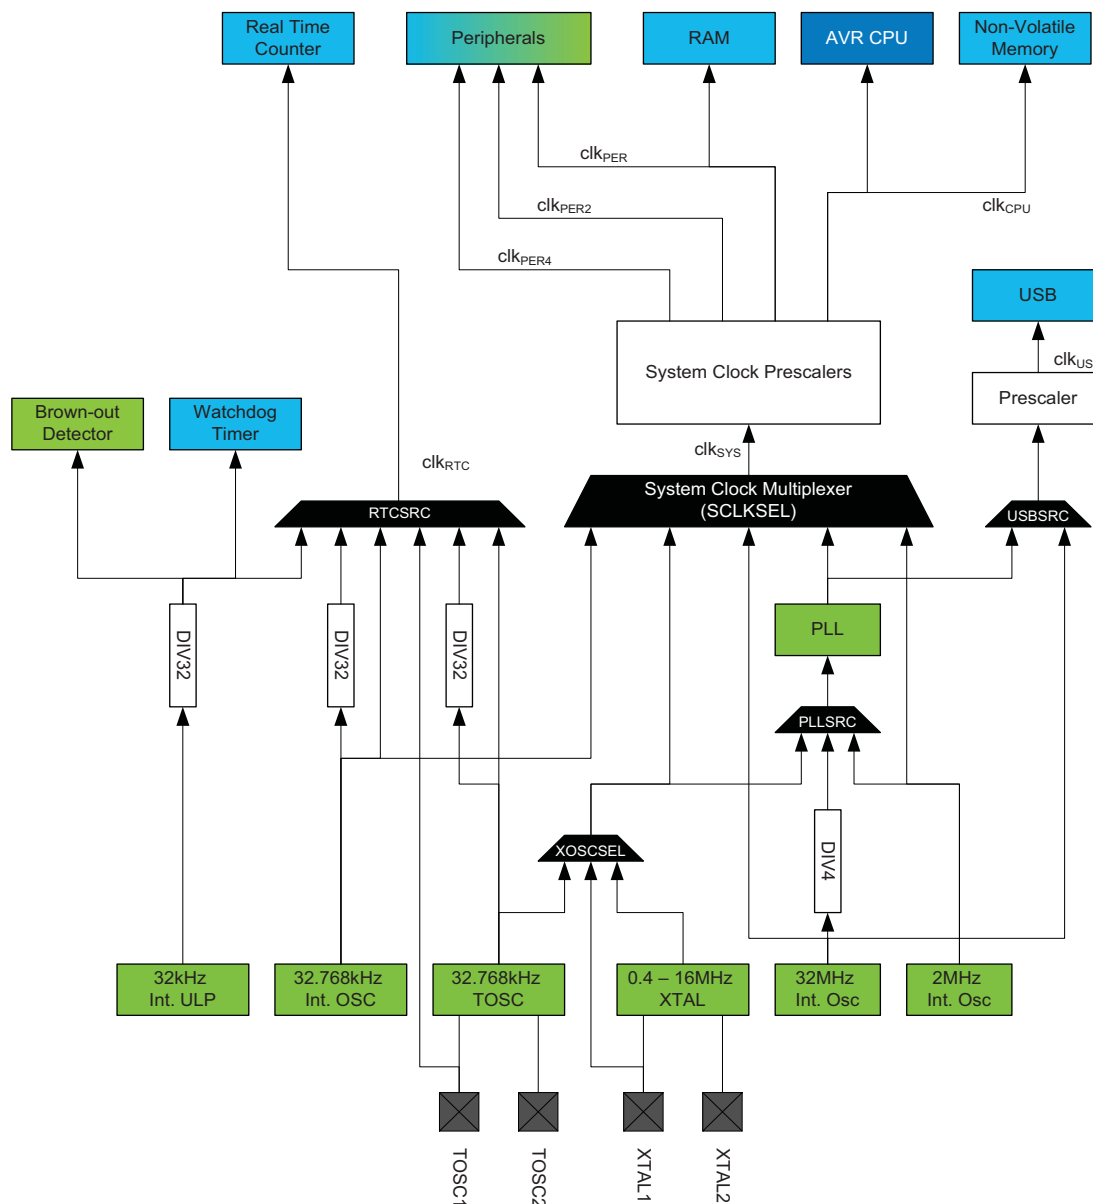 Real Time
Counter
Peripherals
RAM
AVR CPU
Non-Volatile
Memory
clkPER
clkPER2
clkCPU
clkPER4
USB
System Clock Prescalers
clkUS
Prescaler
Brown-out
Detector
Watchdog
Timer
clkSYS
clkRTC
System Clock Multiplexer
(SCLKSEL)
RTCSRC
USBSRC
DIV32
DIV32
DIV32
PLL
PLLSRC
XOSCSEL
DIV4
32kHz
Int. ULP
32.768kHz
Int. OSC
32.768kHz
TOSC
0.4 – 16MHz
XTAL
32MHz
Int. Osc
2MHz
Int. Osc
TOSC1
TOSC2
XTAL1
XTAL2